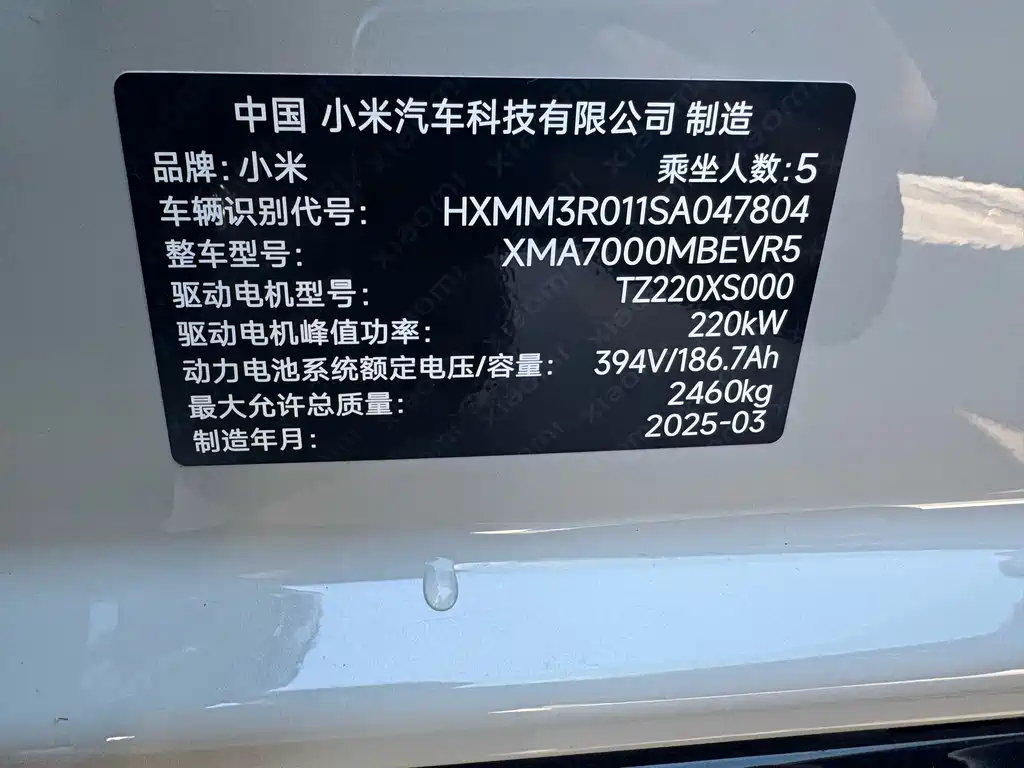 中国 小米汽车科技有限公司 制造
品牌：小米 乘坐人数：5
车辆识别代号： HXMM3R011SA047804
整车型号： XMA7000MBEVR5
驱动电机型号： TZ220XS000
驱动电机峰值功率： 220kW
动力电池系统额定电压/容量： 394V/186.7Ah
最大允许总质量： 2460kg
制造年月： 2025-03